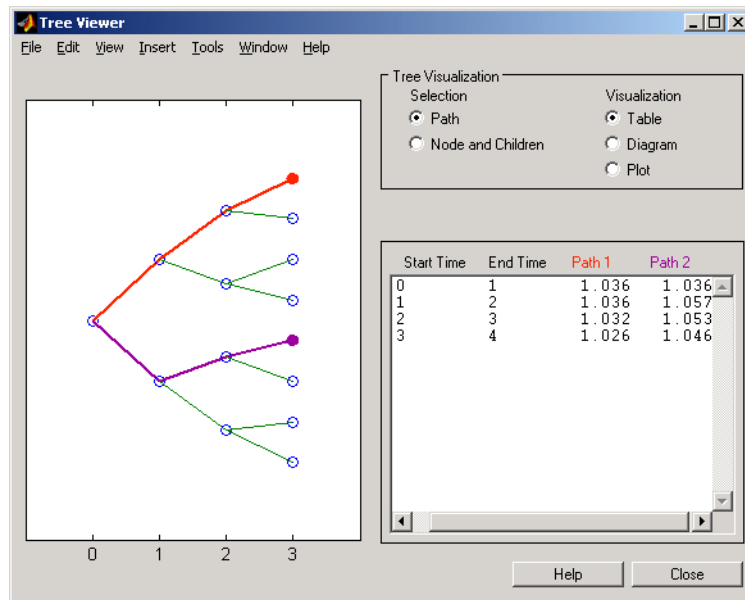 Tree Viewer
File Edit View Insert Tools Window Help
Tree Visualization
Selection Visualization
Path Table
Node and Children Diagram
Plot
Start Time End Time Path 1 Path 2
0 1 1.036 1.036
1 2 1.036 1.057
2 3 1.032 1.053
3 4 1.026 1.046
0 1 2 3
Help Close